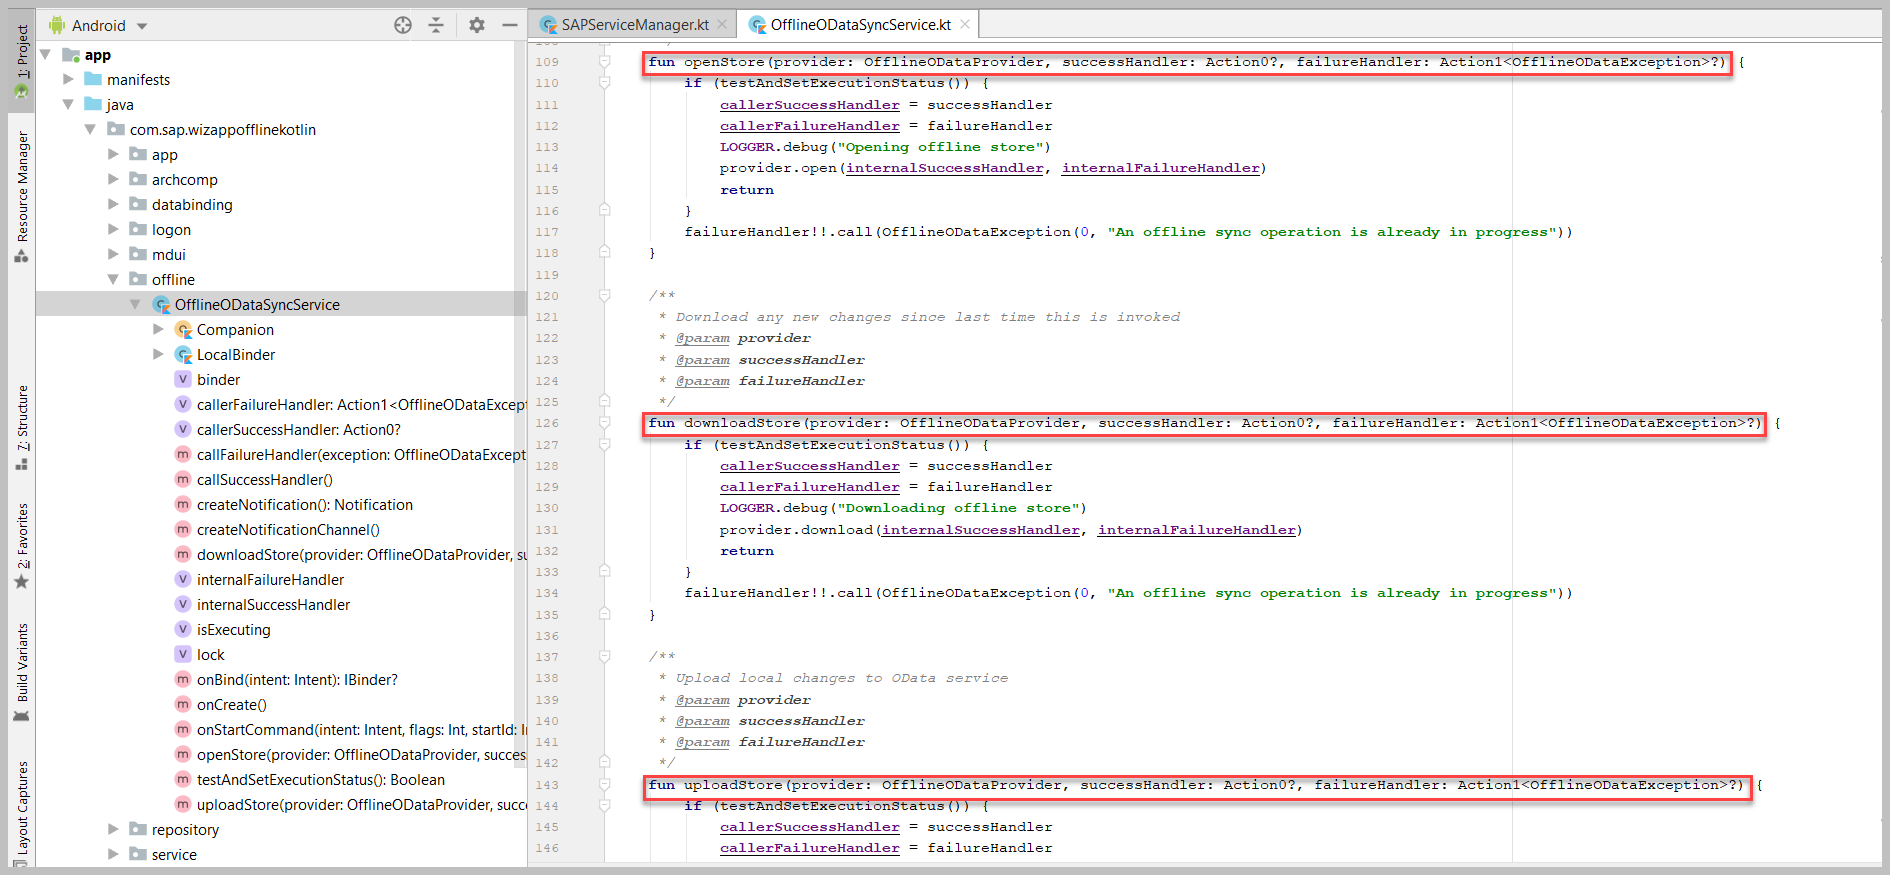 Android
SAPServiceManager.kt
OfflineODataSyncService.kt
1: Project
Resource Manager
7: Structure
2: Favorites
Build Variants
Layout Captures
app
manifests
java
com.sap.wizappofflinekotlin
app
archcomp
databinding
logon
mdui
offline
OfflineODataSyncService
Companion
LocalBinder
binder
callerFailureHandler: Action1<OfflineODataExcept
callerSuccessHandler: Action0?
callFailureHandler(exception: OfflineODataExcept
callSuccessHandler()
createNotification(): Notification
createNotificationChannel()
downloadStore(provider: OfflineODataProvider, su
internalFailureHandler
internalSuccessHandler
isExecuting
lock
onBind(intent: Intent): IBinder?
onCreate()
onStartCommand(intent: Intent, flags: Int, startId: In
openStore(provider: OfflineODataProvider, succes
testAndSetExecutionStatus(): Boolean
uploadStore(provider: OfflineODataProvider, succ
repository
service
109 fun openStore(provider: OfflineODataProvider, successHandler: Action0?, failureHandler: Action1<OfflineODataException>?) {
110 if (testAndSetExecutionStatus()) {
111 callerSuccessHandler = successHandler
112 callerFailureHandler = failureHandler
113 LOGGER.debug("Opening offline store")
114 provider.open(internalSuccessHandler, internalFailureHandler)
115 return
116 }
117 failureHandler!!.call(OfflineODataException(0, "An offline sync operation is already in progress"))
118 }
119
120 /**
121 * Download any new changes since last time this is invoked
122 * @param provider
123 * @param successHandler
124 * @param failureHandler
125 */
126 fun downloadStore(provider: OfflineODataProvider, successHandler: Action0?, failureHandler: Action1<OfflineODataException>?) {
127 if (testAndSetExecutionStatus()) {
128 callerSuccessHandler = successHandler
129 callerFailureHandler = failureHandler
130 LOGGER.debug("Downloading offline store")
131 provider.download(internalSuccessHandler, internalFailureHandler)
132 return
133 }
134 failureHandler!!.call(OfflineODataException(0, "An offline sync operation is already in progress"))
135 }
136
137 /**
138 * Upload local changes to OData service
139 * @param provider
140 * @param successHandler
141 * @param failureHandler
142 */
143 fun uploadStore(provider: OfflineODataProvider, successHandler: Action0?, failureHandler: Action1<OfflineODataException>?) {
144 if (testAndSetExecutionStatus()) {
145 callerSuccessHandler = successHandler
146 callerFailureHandler = failureHandler